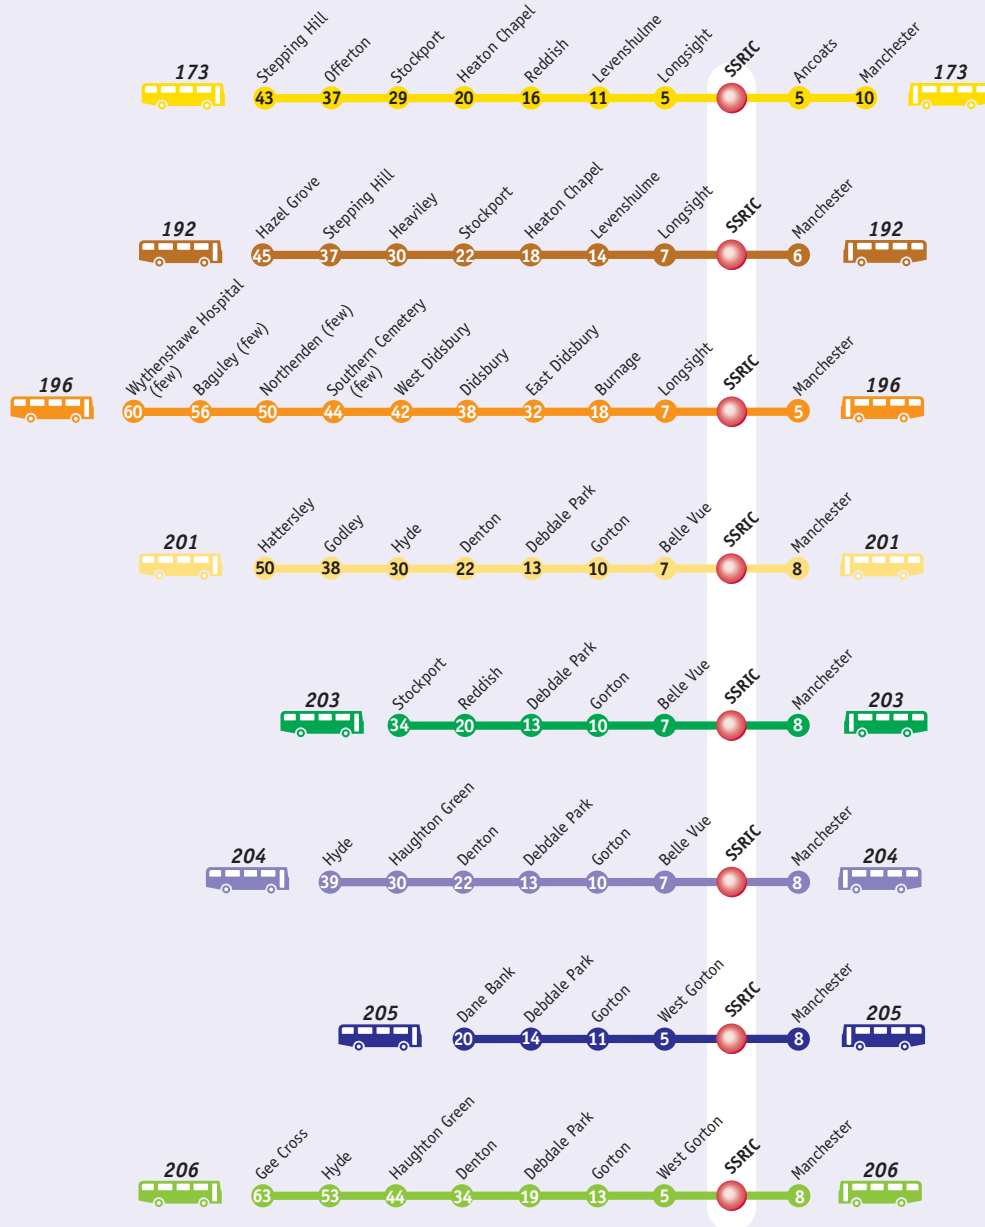 173
Stepping Hill
Offerton
Stockport
Heaton Chapel
Reddish
Levenshulme
Longsight
SSRIC
Ancoats
Manchester
173
43 37 29 20 16 11 5 5 10
192
Hazel Grove
Stepping Hill
Heaviley
Stockport
Heaton Chapel
Levenshulme
Longsight
SSRIC
Manchester
192
45 37 30 22 18 14 7 6
196
Wythenshawe Hospital
(few)
Baguley (few)
Northenden (few)
Southern Cemetery
(few)
West Didsbury
Didsbury
East Didsbury
Burnage
Longsight
SSRIC
Manchester
196
60 56 50 44 42 38 32 18 7 5
201
Hattersley
Godley
Hyde
Denton
Debdale Park
Gorton
Belle Vue
SSRIC
Manchester
201
50 38 30 22 13 10 7 8
203
Stockport
Reddish
Debdale Park
Gorton
Belle Vue
SSRIC
Manchester
203
34 20 13 10 7 8
204
Hyde
Haughton Green
Denton
Debdale Park
Gorton
Belle Vue
SSRIC
Manchester
204
39 30 22 13 10 7 8
205
Dane Bank
Debdale Park
Gorton
West Gorton
SSRIC
Manchester
205
20 14 11 5 8
206
Gee Cross
Hyde
Haughton Green
Denton
Debdale Park
Gorton
West Gorton
SSRIC
Manchester
206
63 53 44 34 19 13 5 8